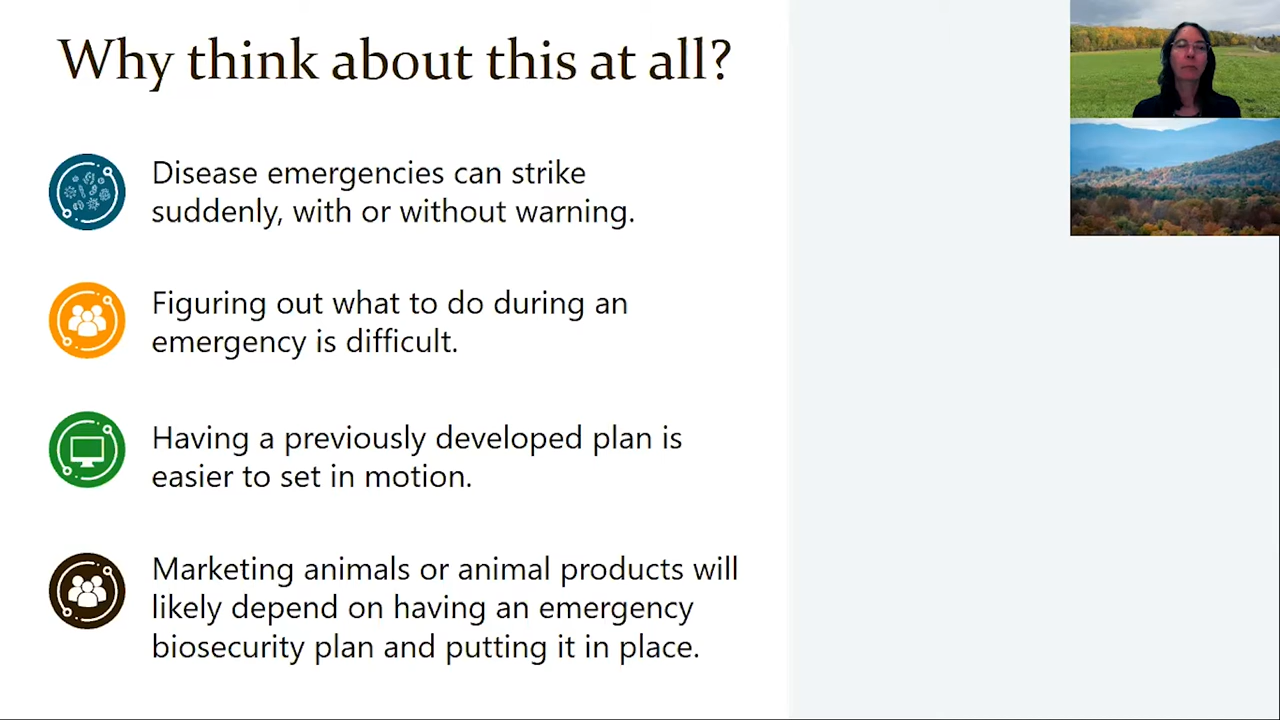 Why think about this at all?
Disease emergencies can strike
suddenly, with or without warning.
Figuring out what to do during an
emergency is difficult.
Having a previously developed plan is
easier to set in motion.
Marketing animals or animal products will
likely depend on having an emergency
biosecurity plan and putting it in place.